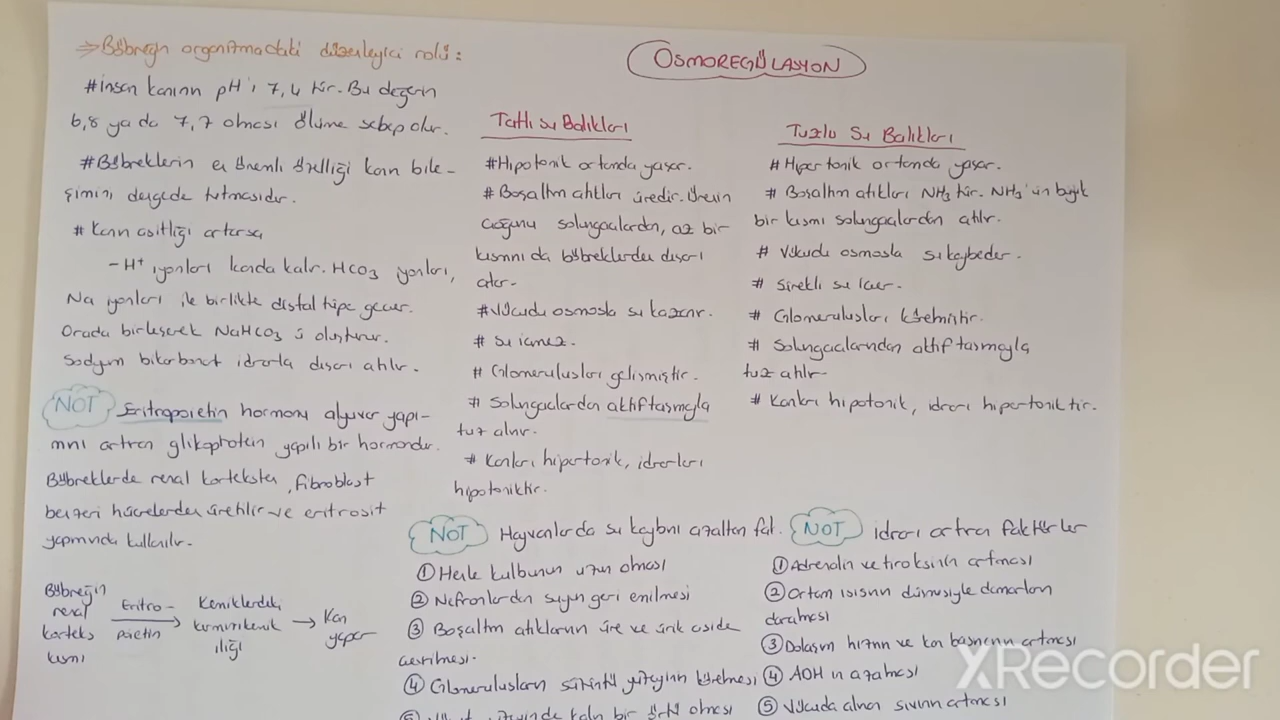 ⇒ Böbreğin organizmadaki düzenleyici rolü:
#insan kanının pH'ı 7,4 tür. Bu değerin
6,8 ya da 7,7 olması ölüme sebep olur.
#Böbreklerin en önemli özelliği kan bile-
şimini dengede tutmasıdır.
# Kanın asitliği artarsa
- H⁺ iyonları kanda kalır. HCO₃ iyonları,
Na iyonları ile birlikte distal tüpe geçer.
Orada birleşerek NaHCO₃ ü oluşturur.
Sodyum bikarbonat idrarla dışarı atılır.
NOT Eritropoietin hormonu alyuvar yapı-
mını artıran glikoprotein yapılı bir hormondur.
Böbreklerde renal korteksten, fibroblast
benzeri hücrelerden üretilir ve eritrosit
yapımında kullanılır.
Böbreğin
renal
korteks
kısmı
Eritro-
poietin
Kemiklerdeki
kırmızı kemik
iliği
→ Kan
yapar
OSMOREGÜLASYON
Tatlı su Balıkları
#Hipotonik ortamda yaşar.
# Boşaltım atıkları üredir. Ürenin
çoğunu solungaçlardan, az bir
kısmını da böbreklerden dışarı
atar.
#Vücudu osmosla su kazanır.
# Su içmez.
# Glomerulusları gelişmiştir.
# Solungaçlardan aktif taşımayla
tuz alınır.
# Kanları hipertonik, idrarları
hipotoniktir.
Tuzlu Su Balıkları
# Hipertonik ortamda yaşar.
# Boşaltım atıkları NH₃ tür. NH₃'ün büyük
bir kısmı solungaçlardan atılır.
# Vücudu osmosla su kaybeder.
# Sürekli su içer.
# Glomerulusları körelmiştir.
# Solungaçlarından aktif taşımayla
tuz atılır
# Kanları hipotonik, idrarı hipertoniktir.
NOT Hayvanlarda su kaybını azaltan fak.
① Henle kulbunun uzun olması
② Nefronlardan suyun geri emilmesi
③ Boşaltım atıklarının üre ve ürik aside
çevrilmesi.
④ Glomerulusların süzüntü yüzeyinin körelmesi
⑤ bir örtü olması
NOT idrarı artıran faktörler
① Adrenalin ve tiroksinin artması
② Ortam ısısının düşmesiyle damarların
daralması
③ Dolaşım hızının ve kan basıncının artması
④ ADH ın azalması
⑤ Vücuda alınan sıvının artması
XRecorder